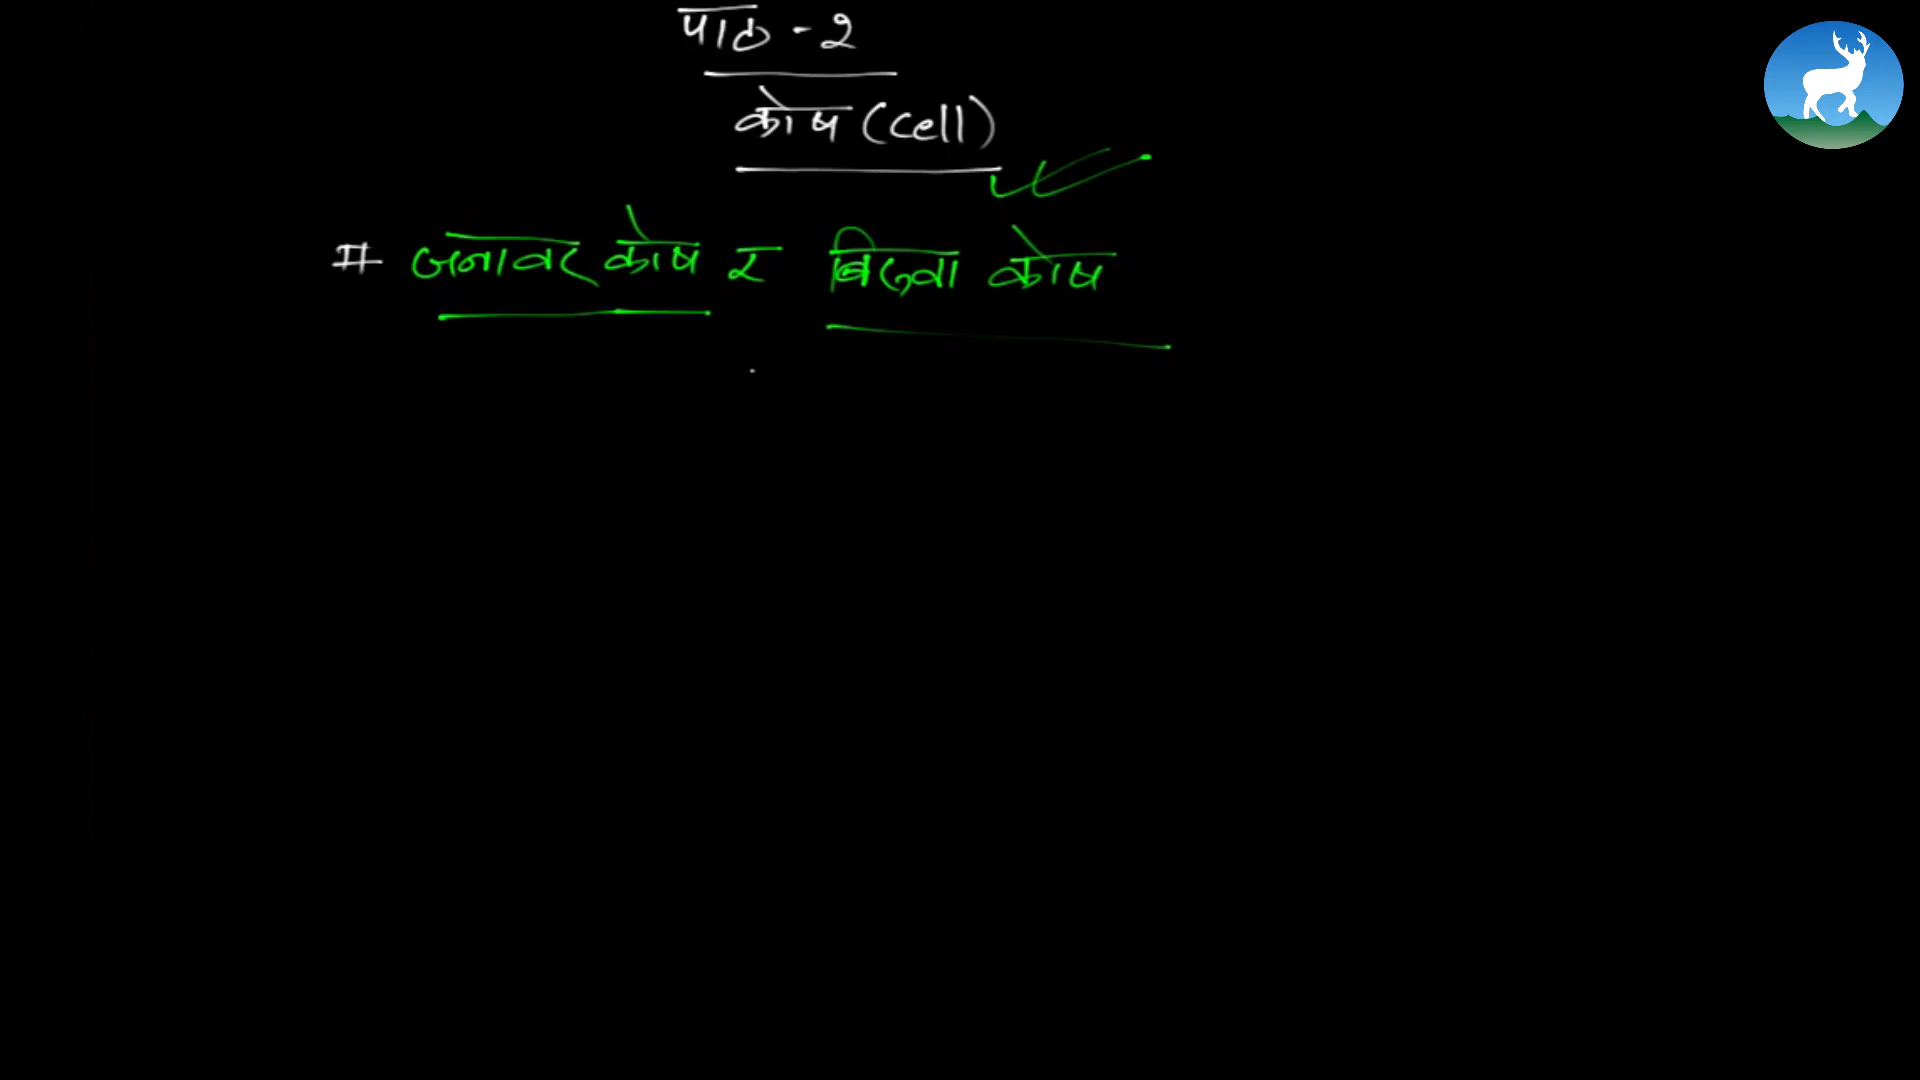 पाठ - २
कोष (cell)
# जनावर कोष र बिरुवा कोष